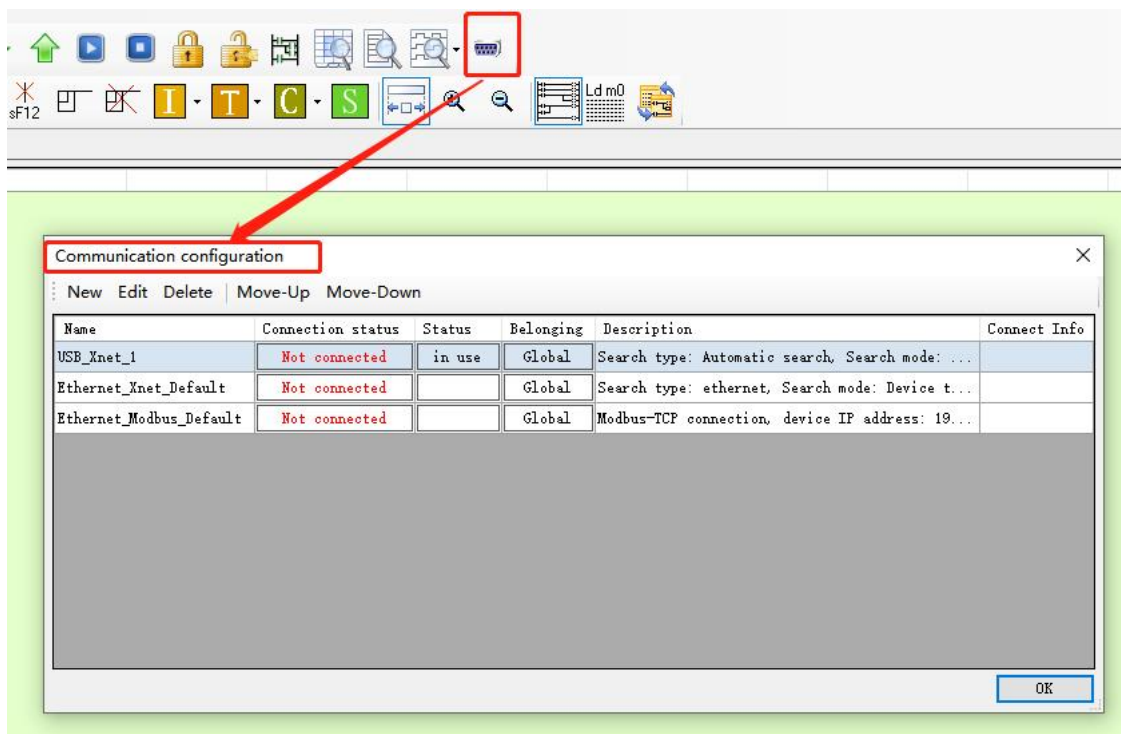 sF12 I T C S Ld m0
Communication configuration
New Edit Delete Move-Up Move-Down
Name Connection status Status Belonging Description Connect Info
USB_Xnet_1 Not connected in use Global Search type: Automatic search, Search mode: ...
Ethernet_Xnet_Default Not connected Global Search type: ethernet, Search mode: Device t...
Ethernet_Modbus_Default Not connected Global Modbus-TCP connection, device IP address: 19...
OK